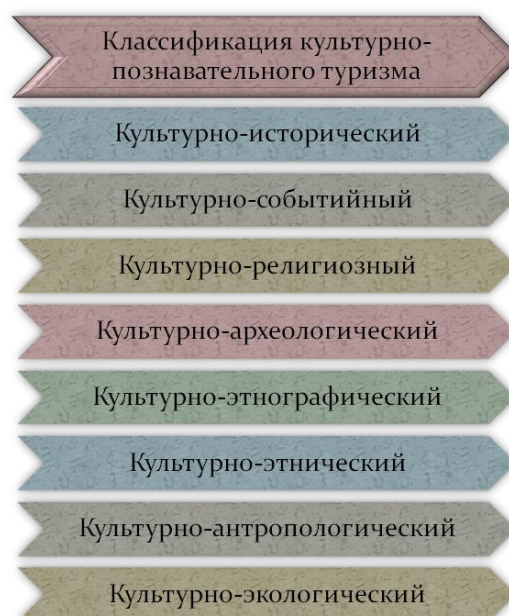 Классификация культурно-
познавательного туризма
Культурно-исторический
Культурно-событийный
Культурно-религиозный
Культурно-археологический
Культурно-этнографический
Культурно-этнический
Культурно-антропологический
Культурно-экологический